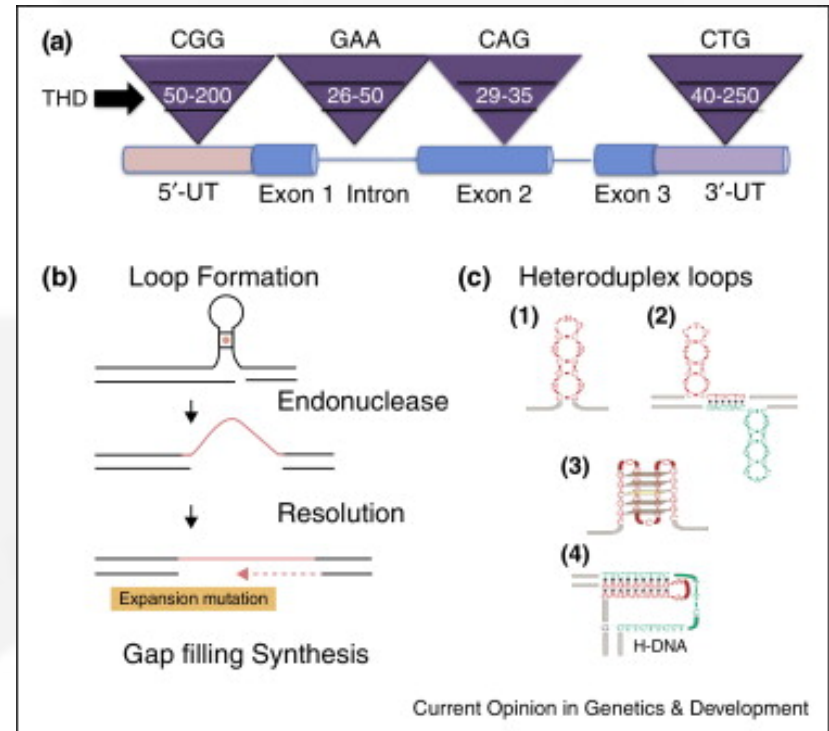 (a)
CGG GAA CAG CTG
THD 50-200 26-50 29-35 40-250
5′-UT Exon 1 Intron Exon 2 Exon 3 3′-UT
(b) Loop Formation
Endonuclease
Resolution
Expansion mutation
Gap filling Synthesis
(c) Heteroduplex loops
(1) (2)
(3)
(4)
H-DNA
Current Opinion in Genetics & Development